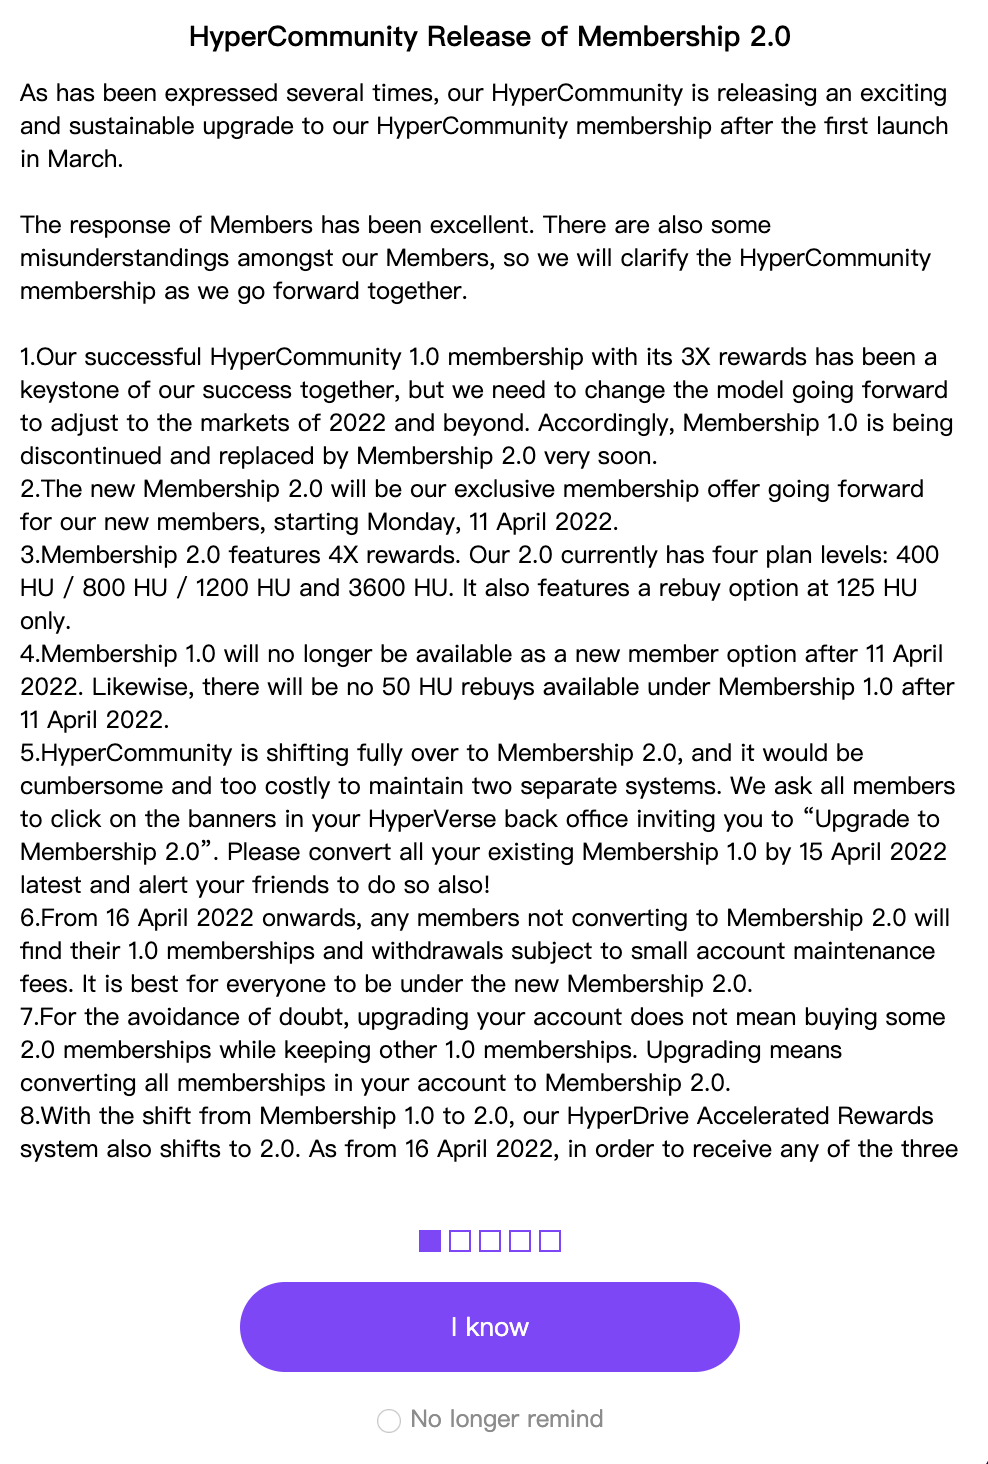 HyperCommunity Release of Membership 2.0
As has been expressed several times, our HyperCommunity is releasing an exciting
and sustainable upgrade to our HyperCommunity membership after the first launch
in March.
The response of Members has been excellent. There are also some
misunderstandings amongst our Members, so we will clarify the HyperCommunity
membership as we go forward together.
1.Our successful HyperCommunity 1.0 membership with its 3X rewards has been a
keystone of our success together, but we need to change the model going forward
to adjust to the markets of 2022 and beyond. Accordingly, Membership 1.0 is being
discontinued and replaced by Membership 2.0 very soon.
2.The new Membership 2.0 will be our exclusive membership offer going forward
for our new members, starting Monday, 11 April 2022.
3.Membership 2.0 features 4X rewards. Our 2.0 currently has four plan levels: 400
HU / 800 HU / 1200 HU and 3600 HU. It also features a rebuy option at 125 HU
only.
4.Membership 1.0 will no longer be available as a new member option after 11 April
2022. Likewise, there will be no 50 HU rebuys available under Membership 1.0 after
11 April 2022.
5.HyperCommunity is shifting fully over to Membership 2.0, and it would be
cumbersome and too costly to maintain two separate systems. We ask all members
to click on the banners in your HyperVerse back office inviting you to “Upgrade to
Membership 2.0”. Please convert all your existing Membership 1.0 by 15 April 2022
latest and alert your friends to do so also!
6.From 16 April 2022 onwards, any members not converting to Membership 2.0 will
find their 1.0 memberships and withdrawals subject to small account maintenance
fees. It is best for everyone to be under the new Membership 2.0.
7.For the avoidance of doubt, upgrading your account does not mean buying some
2.0 memberships while keeping other 1.0 memberships. Upgrading means
converting all memberships in your account to Membership 2.0.
8.With the shift from Membership 1.0 to 2.0, our HyperDrive Accelerated Rewards
system also shifts to 2.0. As from 16 April 2022, in order to receive any of the three
I know
No longer remind